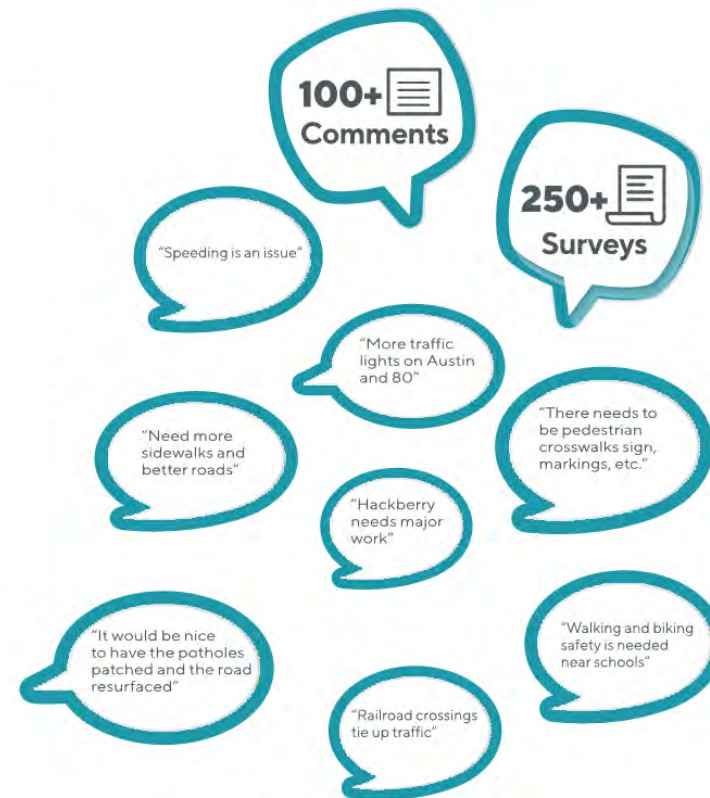 100+
Comments
250+
Surveys
“Speeding is an issue”
“More traffic
lights on Austin
and 80”
“Need more
sidewalks and
better roads”
“There needs to
be pedestrian
crosswalks sign,
markings, etc.”
“Hackberry
needs major
work”
“It would be nice
to have the potholes
patched and the road
resurfaced”
“Walking and biking
safety is needed
near schools”
“Railroad crossings
tie up traffic”